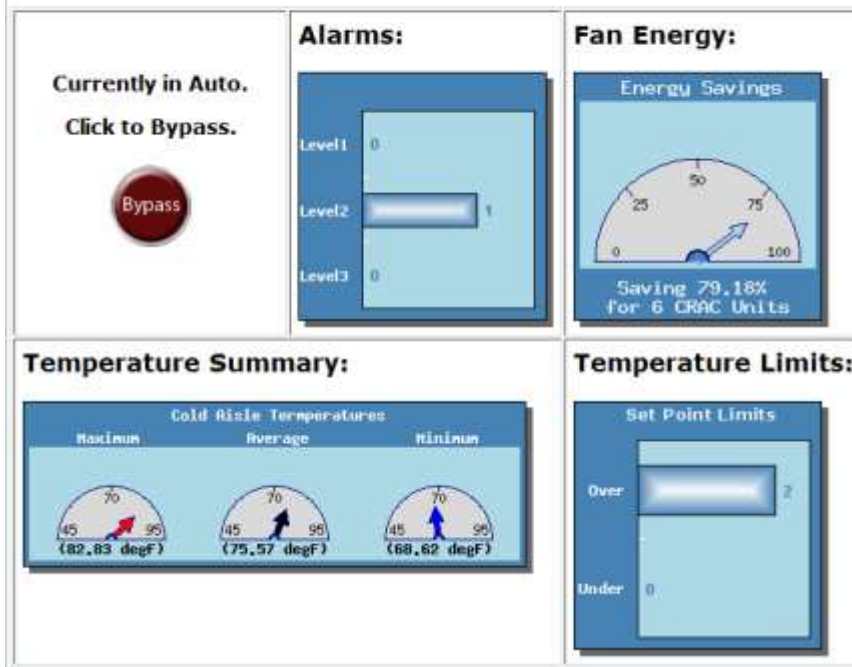 Currently in Auto.
Click to Bypass.
Bypass
Alarms:
Level1 0
Level2 1
Level3 0
Fan Energy:
Energy Savings
0 25 50 75 100
Saving 79.18%
for 6 CRAC Units
Temperature Summary:
Cold Aisle Termperatures
Maximum Average Minimum
70 70 70
45 95 45 95 45 95
(82.83 degF) (75.57 degF) (68.62 degF)
Temperature Limits:
Set Point Limits
Over 2
Under 0